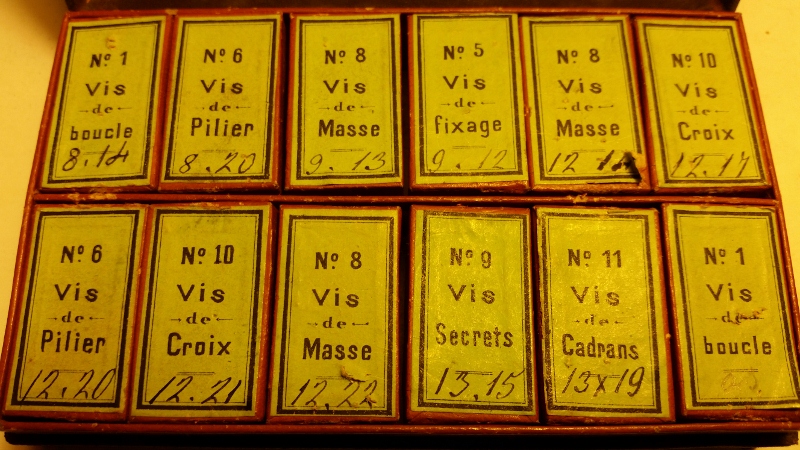 Nº 1
Vis
de
boucle
8.14
Nº 6
Vis
de
Pilier
8.20
Nº 8
Vis
de
Masse
9.13
Nº 5
Vis
de
fixage
9.12
Nº 8
Vis
de
Masse
12
Nº 10
Vis
de
Croix
12.17
Nº 6
Vis
de
Pilier
12.20
Nº 10
Vis
de
Croix
12.21
Nº 8
Vis
de
Masse
12.22
Nº 9
Vis
Secrets
13.15
Nº 11
Vis
de
Cadrans
13x19
Nº 1
Vis
de
boucle